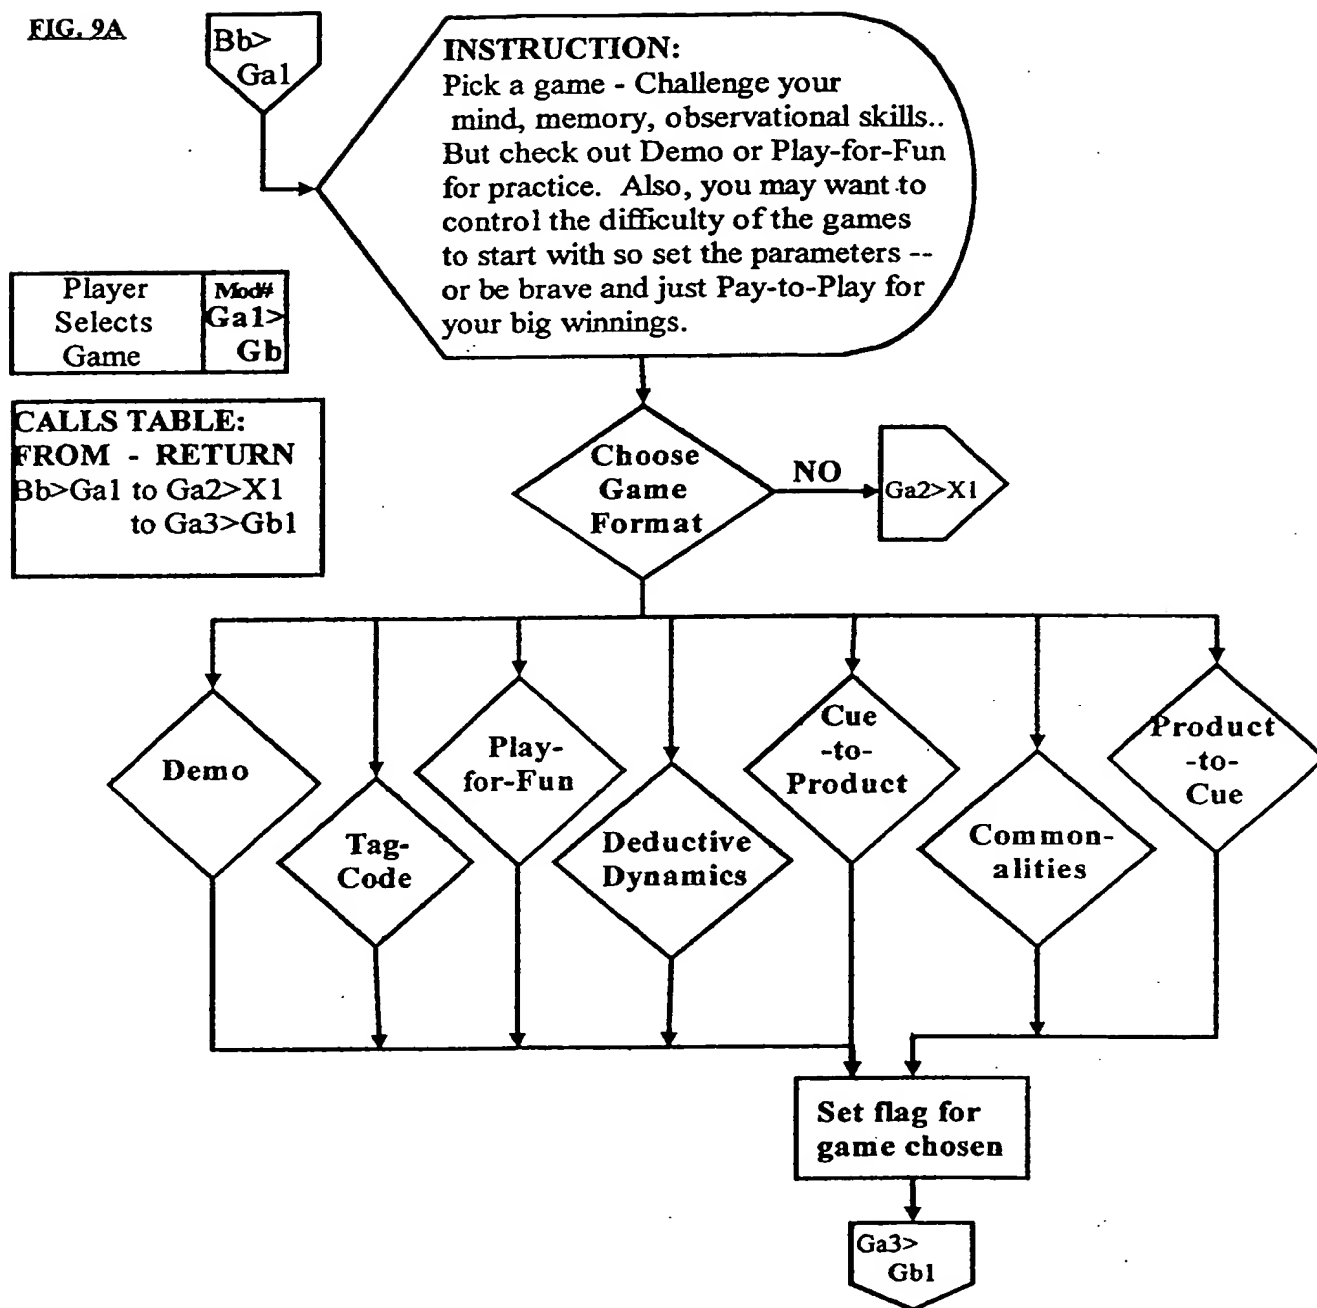 FIG. 9A
Bb>
Ga1
INSTRUCTION:
Pick a game - Challenge your
mind, memory, observational skills..
But check out Demo or Play-for-Fun
for practice.  Also, you may want to
control the difficulty of the games
to start with so set the parameters --
or be brave and just Pay-to-Play for
your big winnings.
Player
Selects
Game
Mod#
Ga1>
Gb
CALLS TABLE:
FROM - RETURN
Bb>Ga1 to Ga2>X1
to Ga3>Gb1
Choose
Game
Format
NO
Ga2>X1
Demo
Tag-
Code
Play-
for-Fun
Deductive
Dynamics
Cue
-to-
Product
Common-
alities
Product
-to-
Cue
Set flag for
game chosen
Ga3>
Gb1